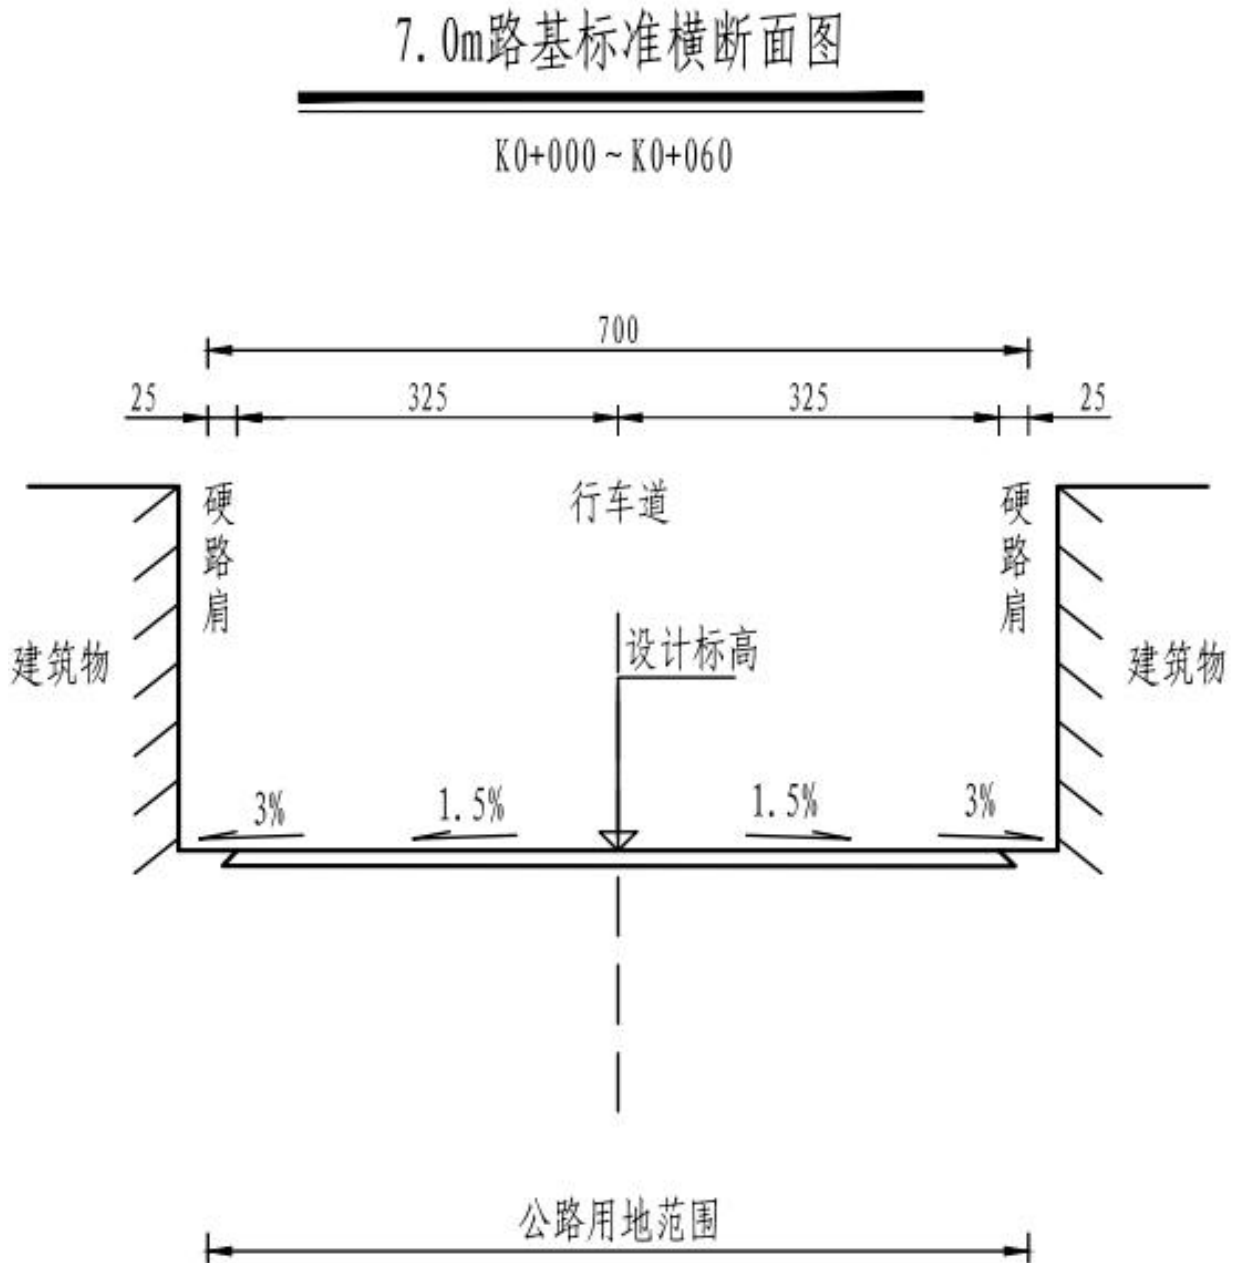 7.0m路基标准横断面图
K0+000~K0+060
700
25 325 325 25
硬路肩 行车道 硬路肩
设计标高
建筑物 建筑物
3% 1.5% 1.5% 3%
公路用地范围